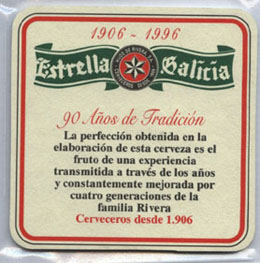 1906 - 1996
Estrella Galicia
90 Años de Tradición
La perfección obtenida en la
elaboración de esta cerveza es el
fruto de una experiencia
transmitida a través de los años
y constantemente mejorada por
cuatro generaciones de la
familia Rivera
Cerveceros desde 1.906